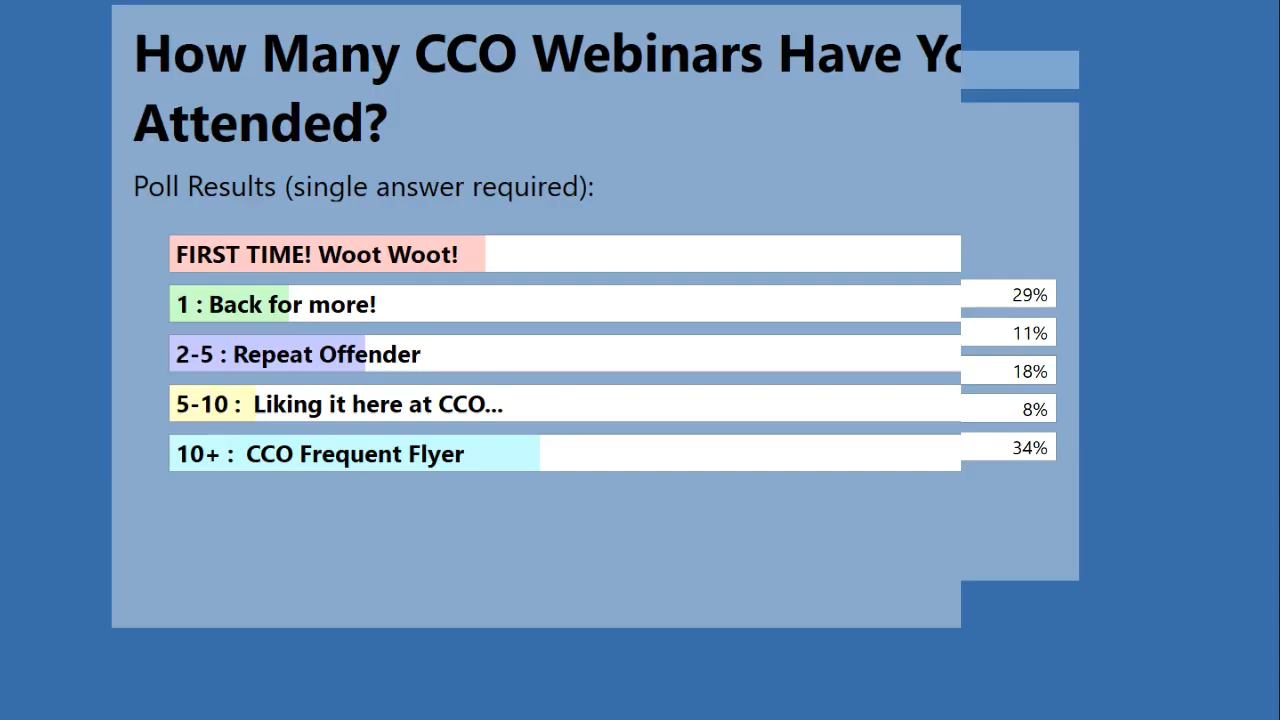 How Many CCO Webinars Have Yo
Attended?
Poll Results (single answer required):
FIRST TIME! Woot Woot!
29%
1 : Back for more!
11%
2-5 : Repeat Offender
18%
5-10 :  Liking it here at CCO...
8%
10+ :  CCO Frequent Flyer
34%